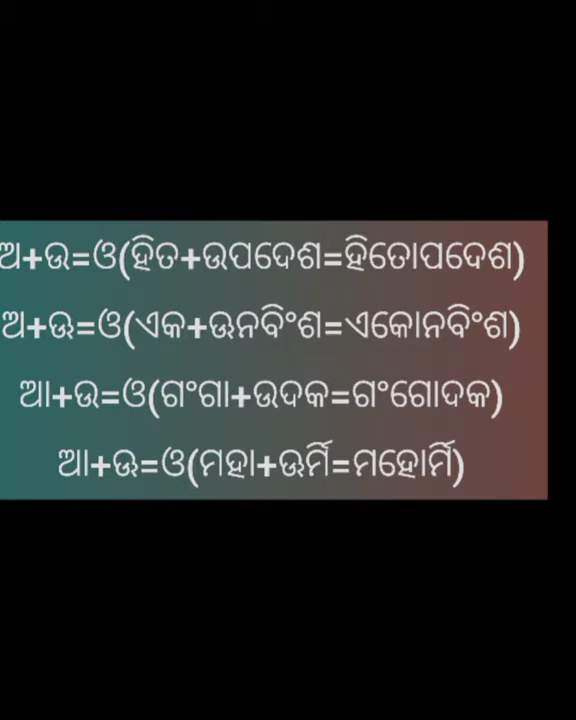 ଅ+ଉ=ଓ(ହିତ+ଉପଦେଶ=ହିତୋପଦେଶ)
ଅ+ଊ=ଓ(ଏକ+ଊନବିଂଶ=ଏକୋନବିଂଶ)
ଆ+ଉ=ଓ(ଗଂଗା+ଉଦକ=ଗଂଗୋଦକ)
ଆ+ଊ=ଓ(ମହା+ଊର୍ମି=ମହୋର୍ମି)